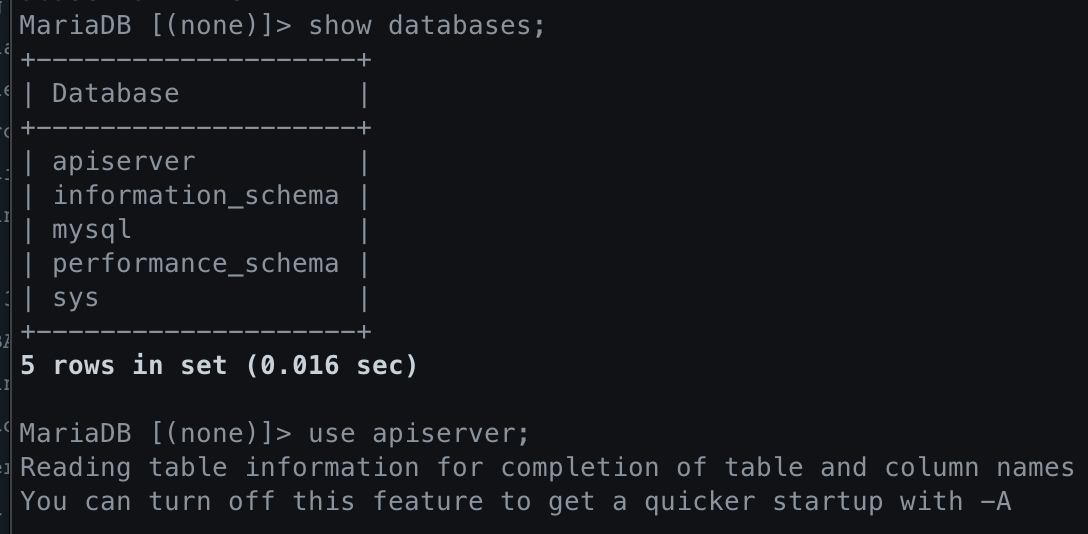 MariaDB [(none)]> show databases;
+--------------------+
| Database           |
+--------------------+
| apiserver          |
| information_schema |
| mysql              |
| performance_schema |
| sys                |
+--------------------+
5 rows in set (0.016 sec)
MariaDB [(none)]> use apiserver;
Reading table information for completion of table and column names
You can turn off this feature to get a quicker startup with -A